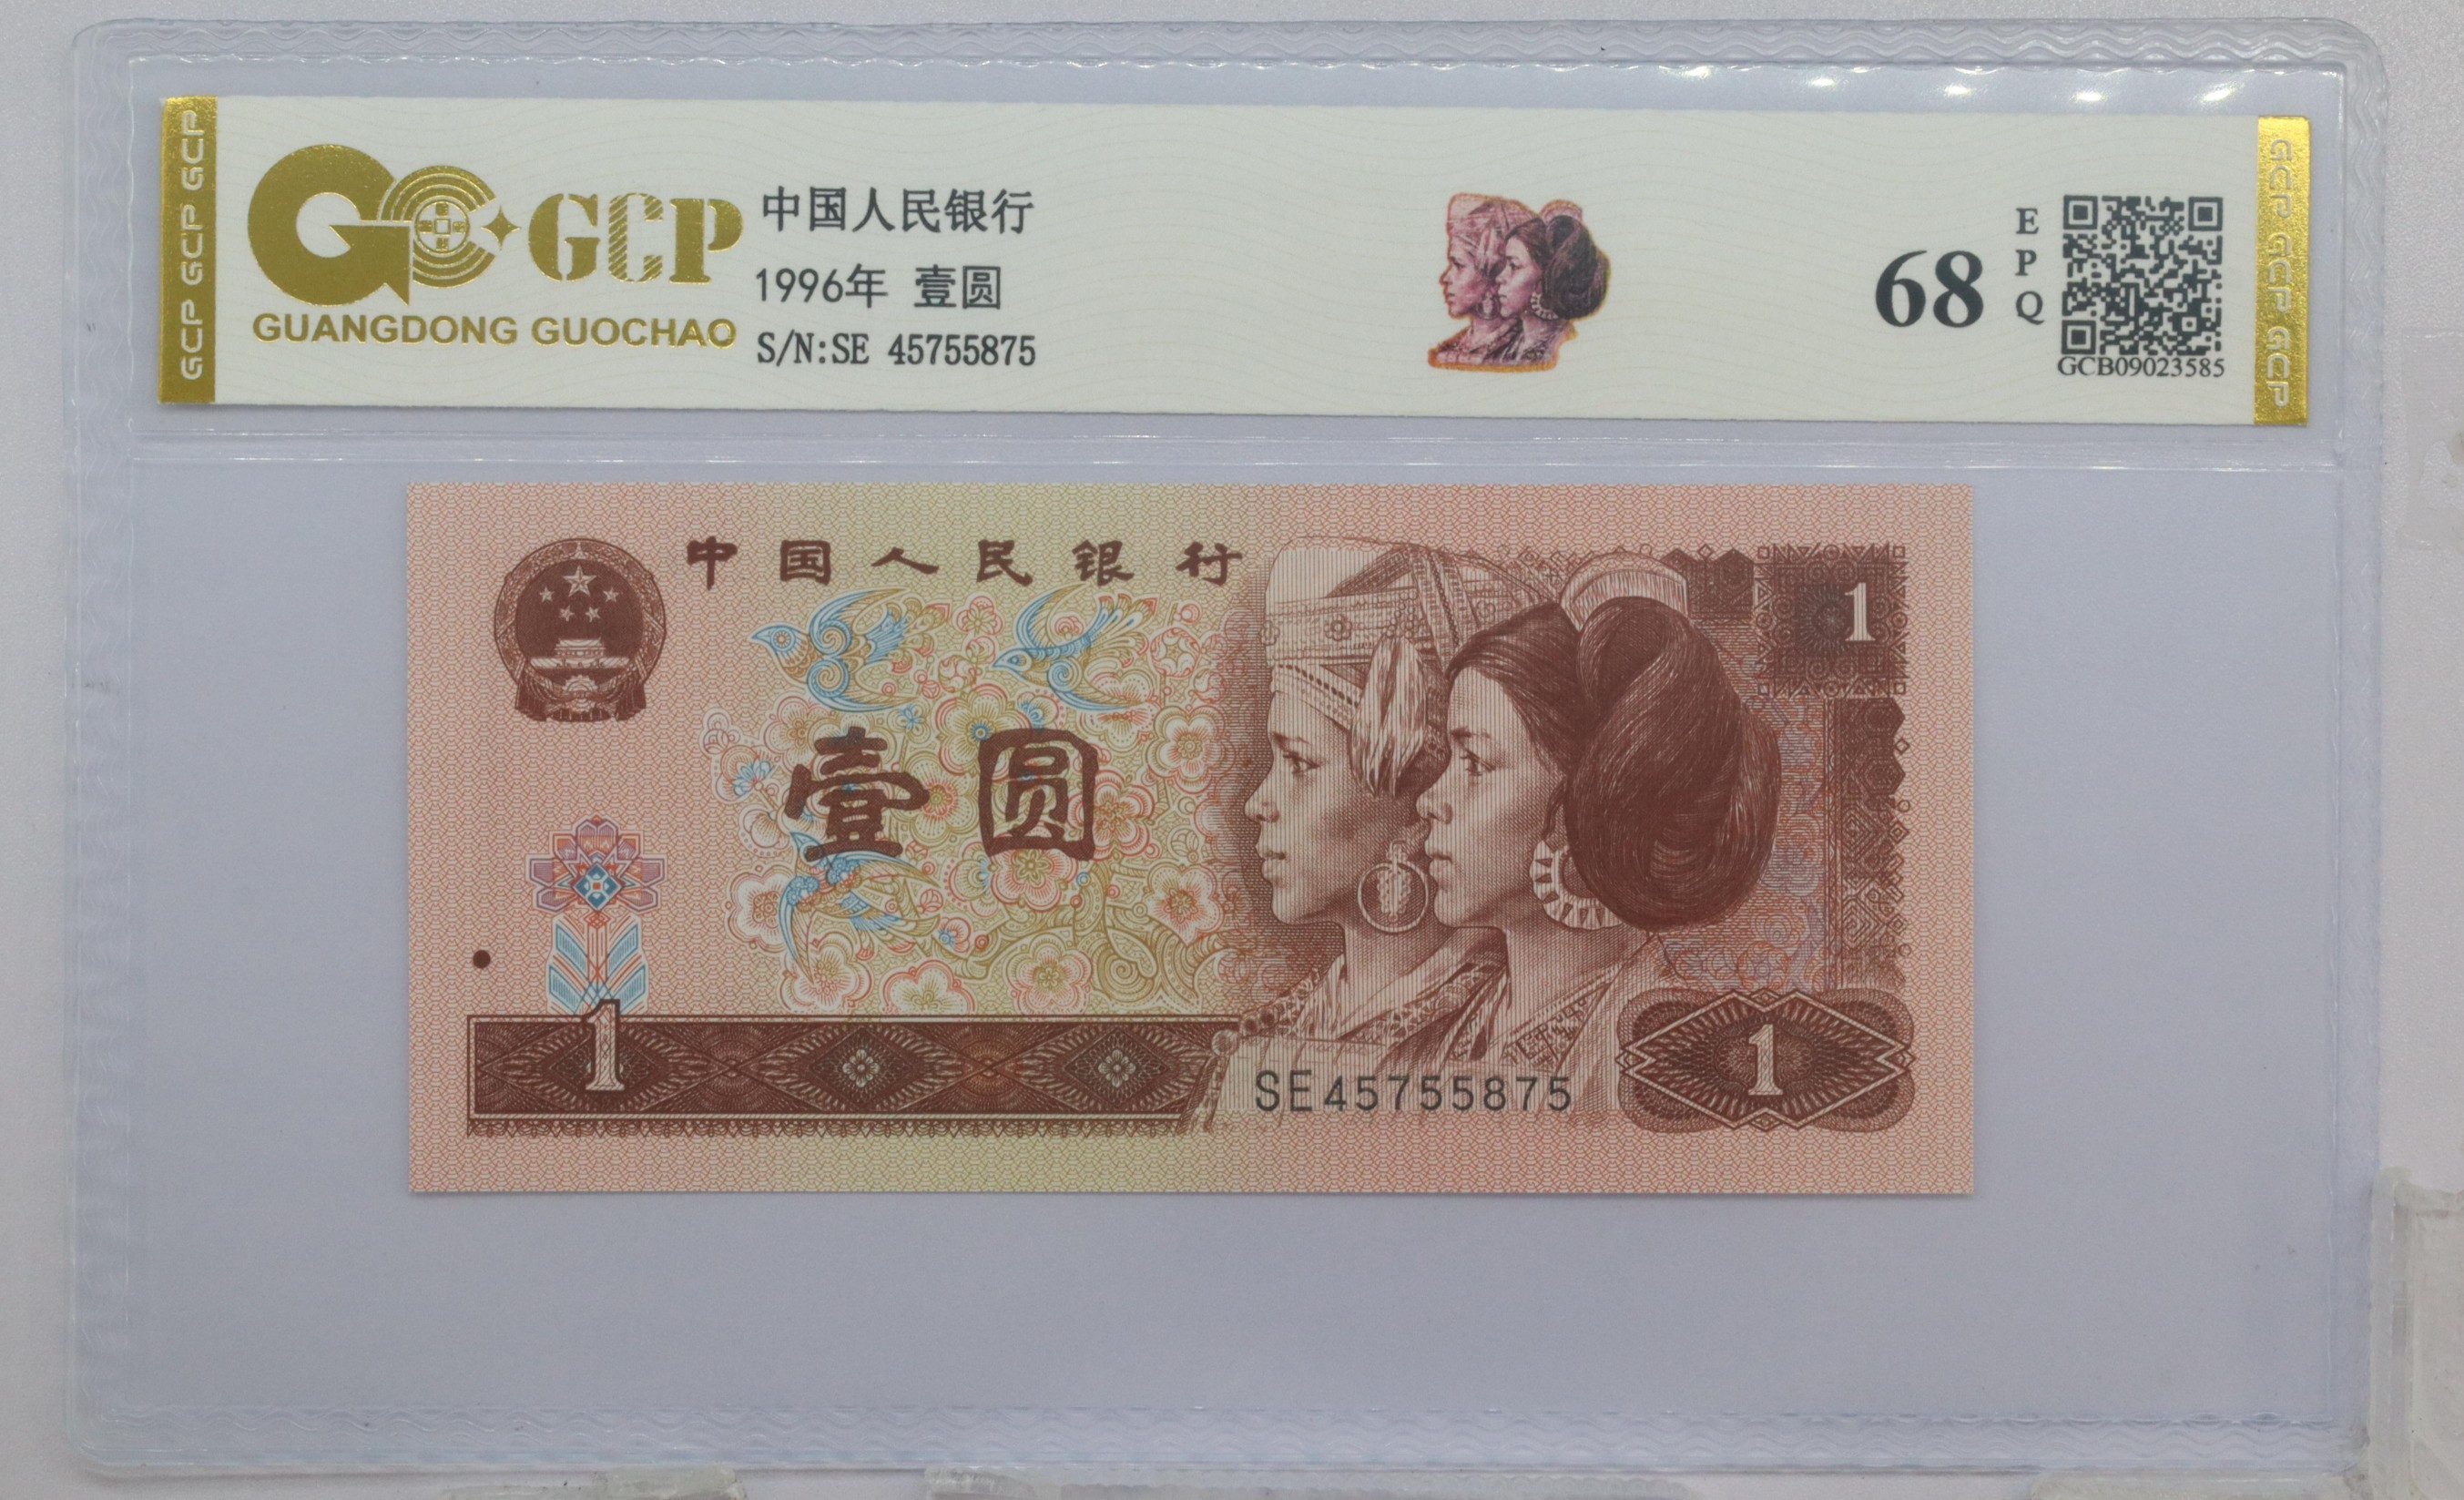 GCP GCP GCP
GC GCP
GUANGDONG GUOCHAO
中国人民银行
1996年 壹圆
S/N:SE 45755875
68
E
P
Q
GCB09023585
GCP GCP GCP
中国人民银行
1
壹圆
1
SE45755875
1